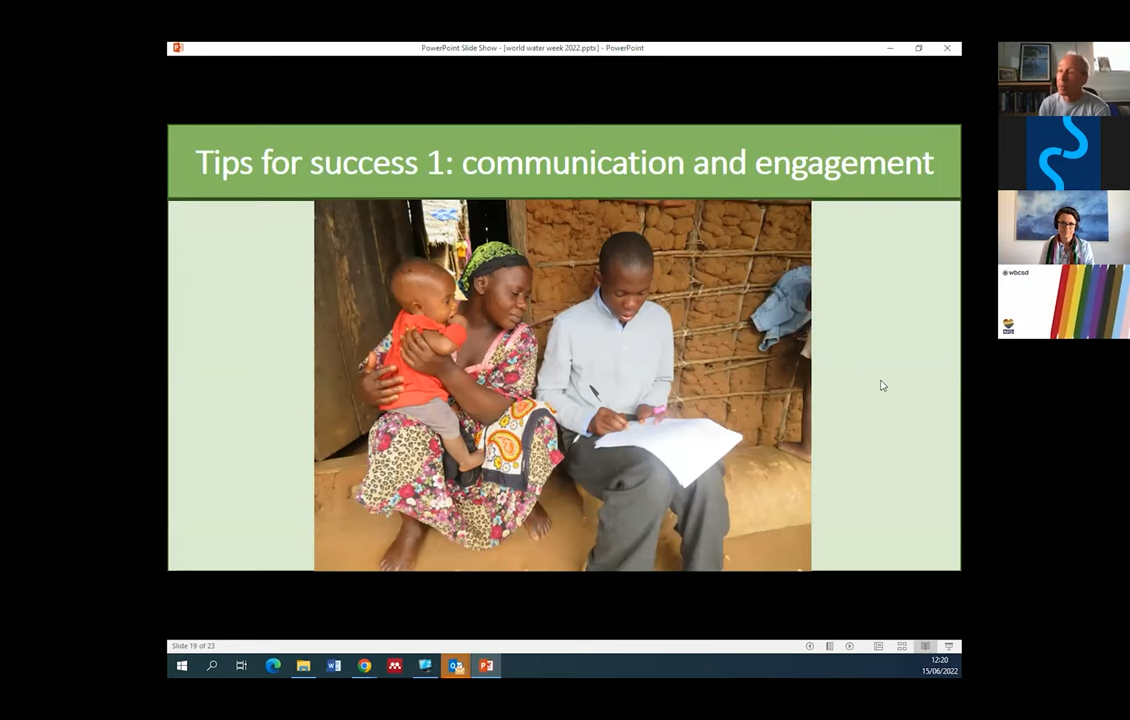 PowerPoint Slide Show - [world water week 2022.pptx] - PowerPoint
Tips for success 1: communication and engagement
wbcsd
Slide 19 of 23
12:20
15/06/2022